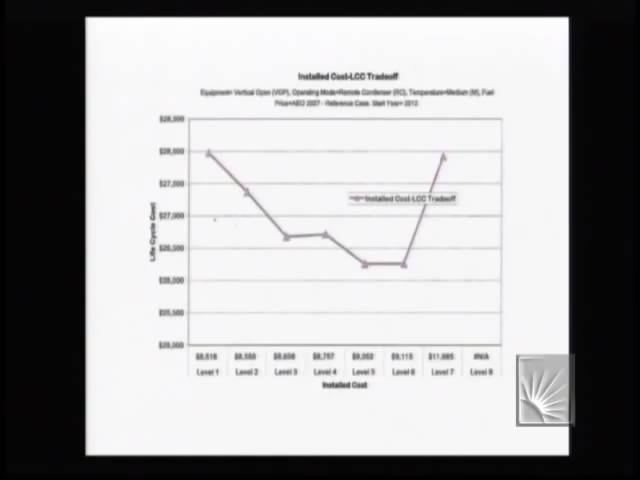 Installed Cost-LCC Tradeoff
Equipment= Vertical Open (VOP), Operating Mode=Remote Condenser (RC), Temperature=Medium (M), Fuel
Price=AEO 2007 - Reference Case, Start Year= 2012
$28,500
$28,000
$27,500
$27,000
$26,500
$26,000
$25,500
$25,000
Life Cycle Cost
Installed Cost-LCC Tradeoff
$8,516 $8,550 $8,658 $8,757 $9,052 $9,115 #N/A
Level 1 Level 2 Level 3 Level 4 Level 5 Level 6 Level 7 Level 8
Installed Cost